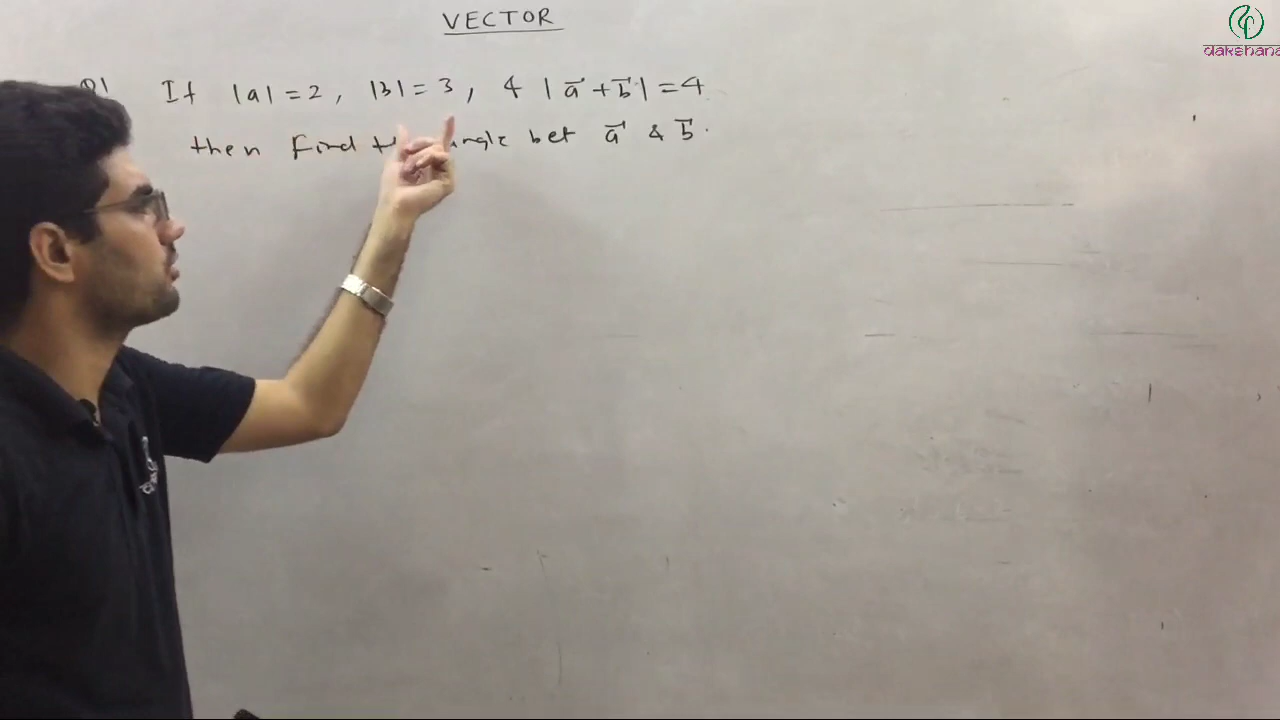 VECTOR
dakshana
Q1 If |a| = 2, |b| = 3, & |a⃗ + b⃗| = 4
then Find angle bet a⃗ & b⃗.